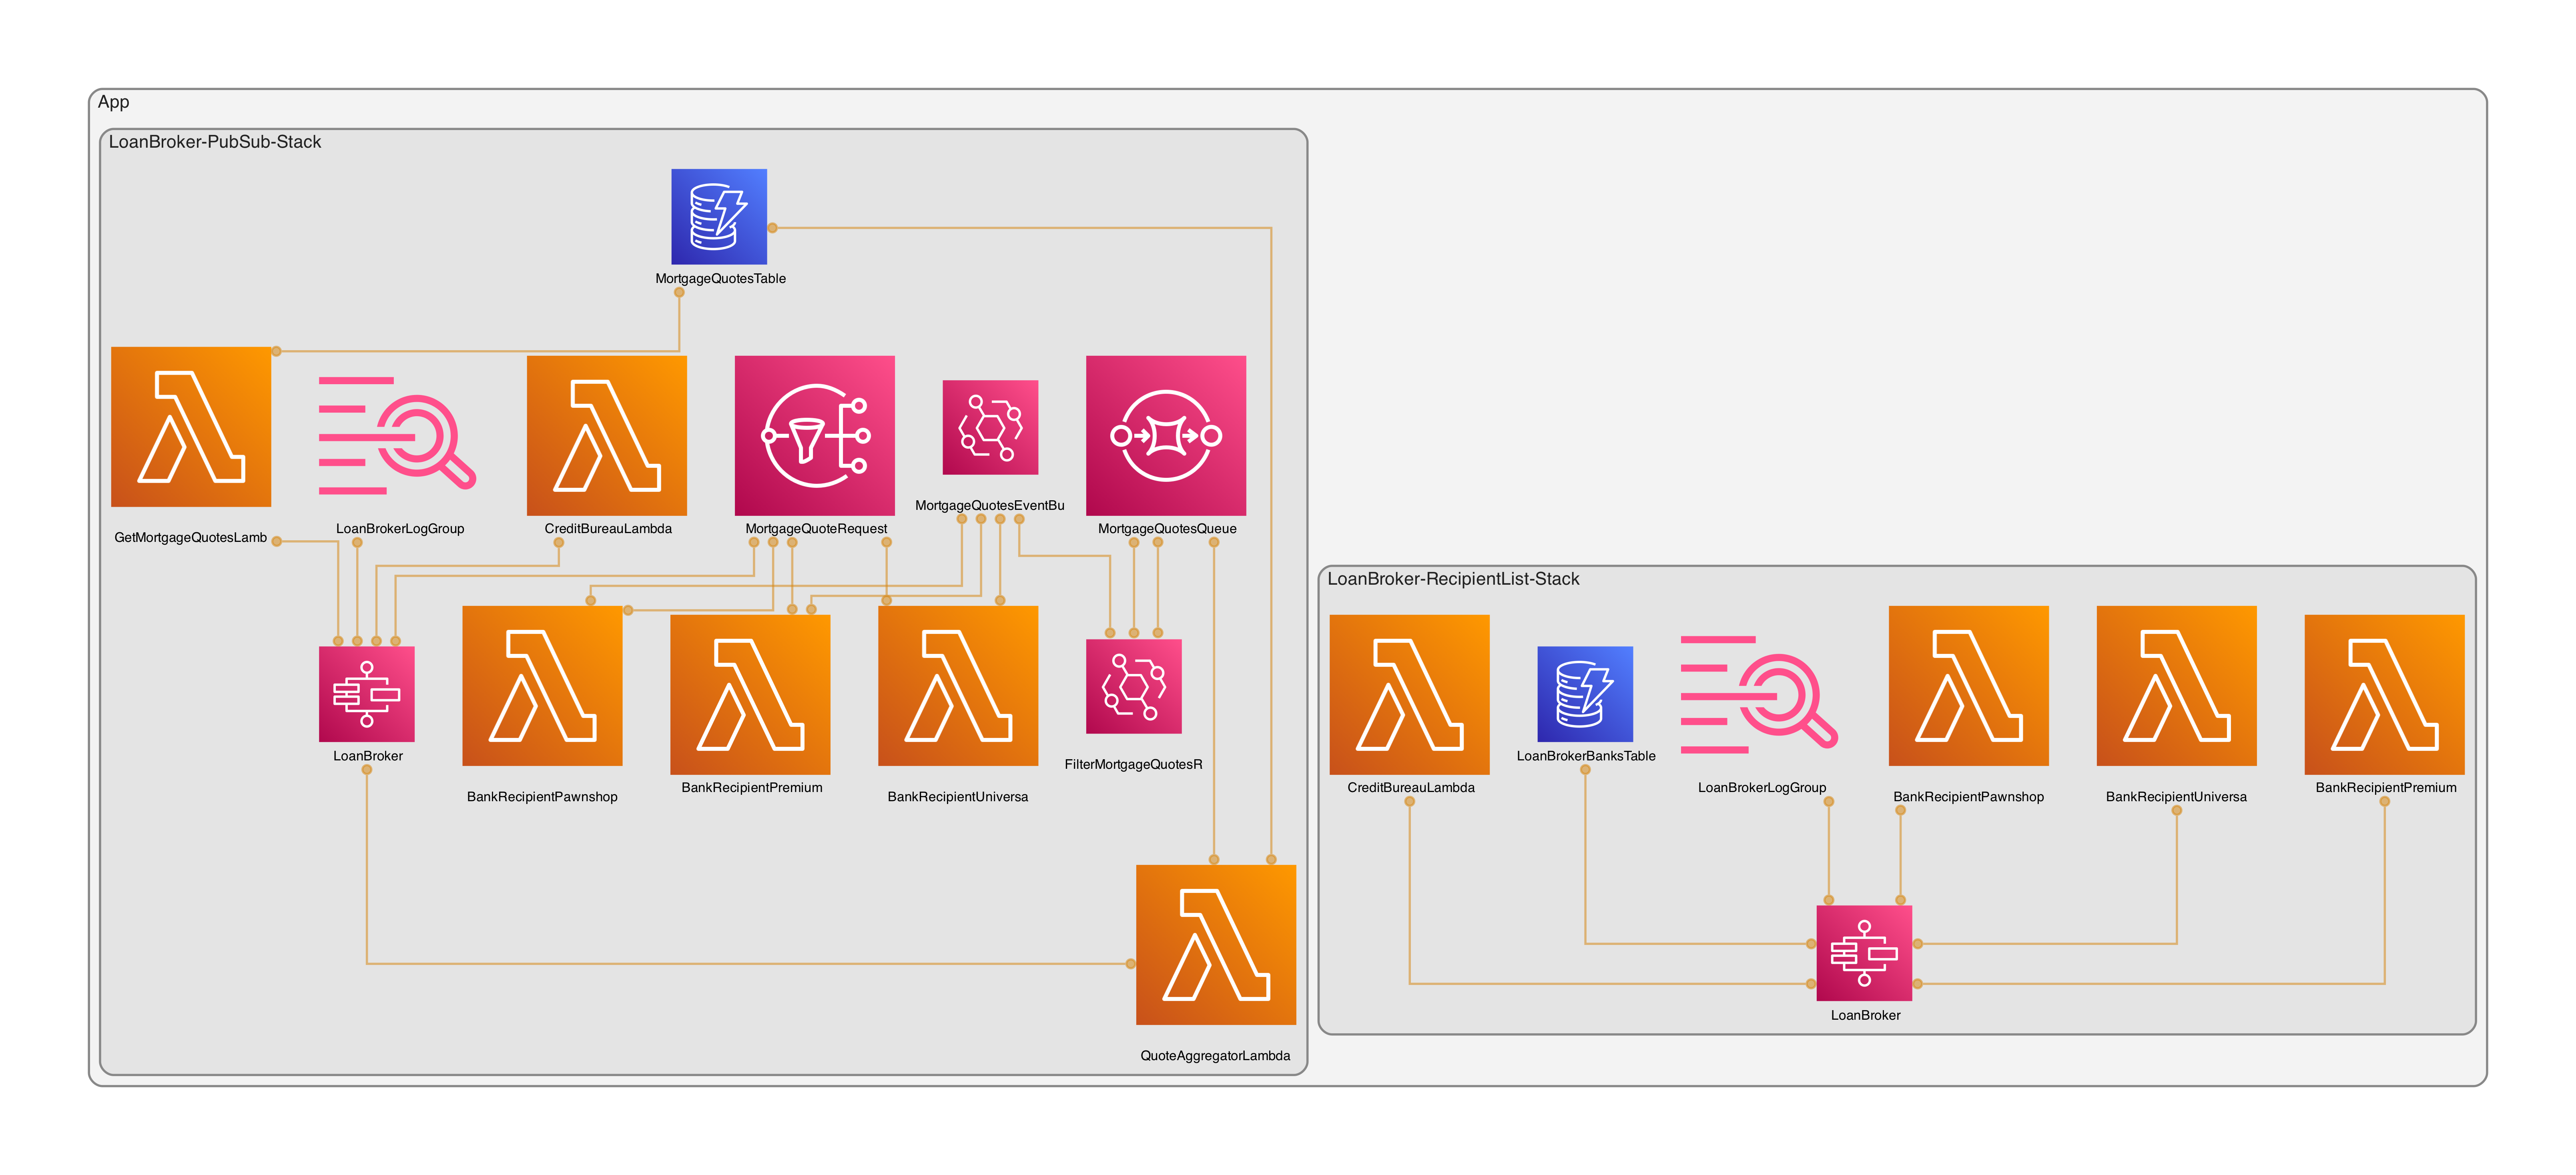 App
LoanBroker-PubSub-Stack
MortgageQuotesTable
GetMortgageQuotesLamb
LoanBrokerLogGroup
CreditBureauLambda
MortgageQuoteRequest
MortgageQuotesEventBu
MortgageQuotesQueue
LoanBroker
BankRecipientPawnshop
BankRecipientPremium
BankRecipientUniversa
FilterMortgageQuotesR
QuoteAggregatorLambda
LoanBroker-RecipientList-Stack
CreditBureauLambda
LoanBrokerBanksTable
LoanBrokerLogGroup
BankRecipientPawnshop
BankRecipientUniversa
BankRecipientPremium
LoanBroker